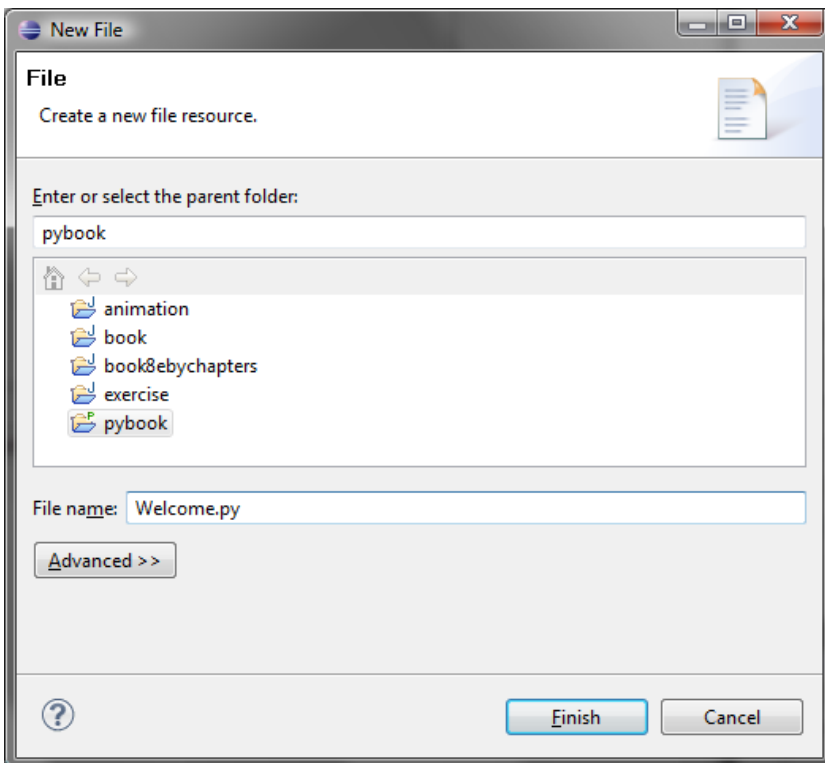 New File
File
Create a new file resource.
Enter or select the parent folder:
pybook
animation
book
book8ebychapters
exercise
pybook
File name: Welcome.py
Advanced >>
? Finish Cancel